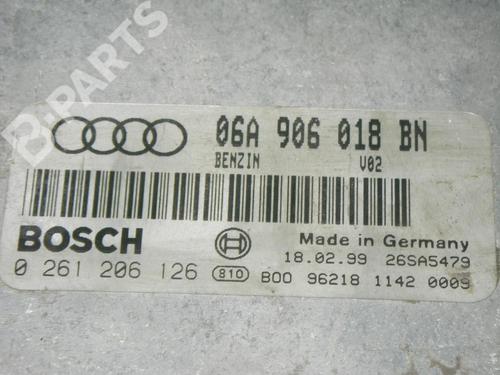 B-PARTS
06A 906 018 BN
BENZIN V02
BOSCH
Made in Germany
18.02.99 26SA5479
0 261 206 126 810 B00 96218 1142 0009